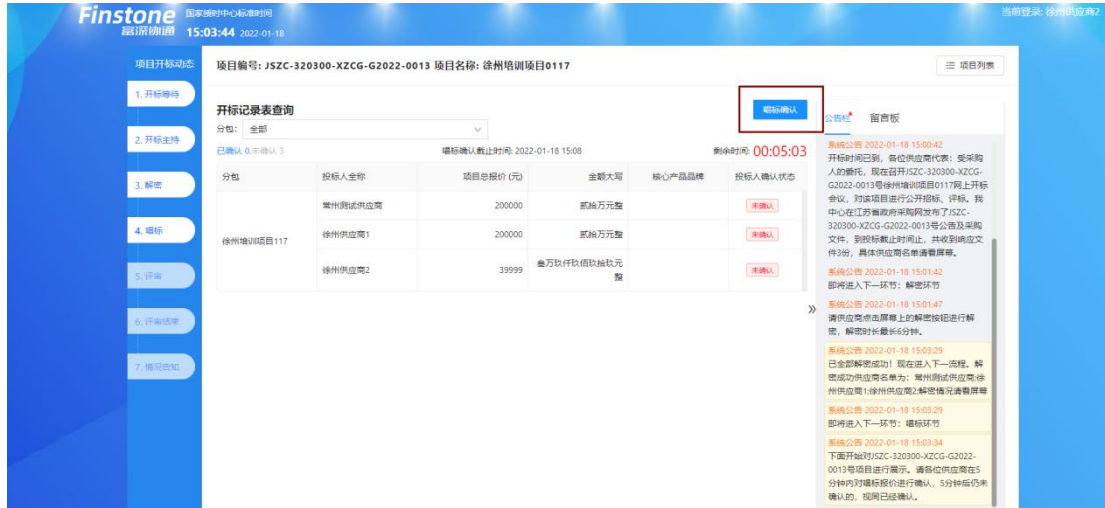 Finstone
富深协通
国家授时中心标准时间
15:03:44 2022-01-18
当前登录: 徐州供应商2
项目开标动态
1. 开标等待
2. 开标主持
3. 解密
4. 唱标
5. 评审
6. 评审结束
7. 情况告知
项目编号: JSZC-320300-XZCG-G2022-0013 项目名称: 徐州培训项目0117
项目列表
开标记录表查询
唱标确认
分包: 全部
已确认 0,未确认 3
唱标确认截止时间: 2022-01-18 15:08
剩余时间: 00:05:03
分包 投标人全称 项目总报价 (元) 金额大写 核心产品品牌 投标人确认状态
徐州培训项目117
常州测试供应商 200000 贰拾万元整 未确认
徐州供应商1 200000 贰拾万元整 未确认
徐州供应商2 39999 叁万玖仟玖佰玖拾玖元
整 未确认
公告栏 留言板
系统公告 2022-01-18 15:00:42
开标时间已到，各位供应商代表：受采购
人的委托，现在召开JSZC-320300-XZCG-
G2022-0013号徐州培训项目0117网上开标
会议，对该项目进行公开招标、评标。我
中心在江苏省政府采购网发布了JSZC-
320300-XZCG-G2022-0013号公告及采购
文件，到投标截止时间止，共收到响应文
件3份，具体供应商名单请看屏幕。
系统公告 2022-01-18 15:01:42
即将进入下一环节：解密环节
系统公告 2022-01-18 15:01:47
请供应商点击屏幕上的解密按钮进行解
密，解密时长最长6分钟。
系统公告 2022-01-18 15:03:29
已全部解密成功！现在进入下一流程。解
密成功供应商名单为：常州测试供应商;徐
州供应商1;徐州供应商2;解密情况请看屏幕
系统公告 2022-01-18 15:03:29
即将进入下一环节：唱标环节
系统公告 2022-01-18 15:03:34
下面开始对JSZC-320300-XZCG-G2022-
0013号项目进行展示。请各位供应商在5
分钟内对唱标报价进行确认，5分钟后仍未
确认的，视同已经确认。